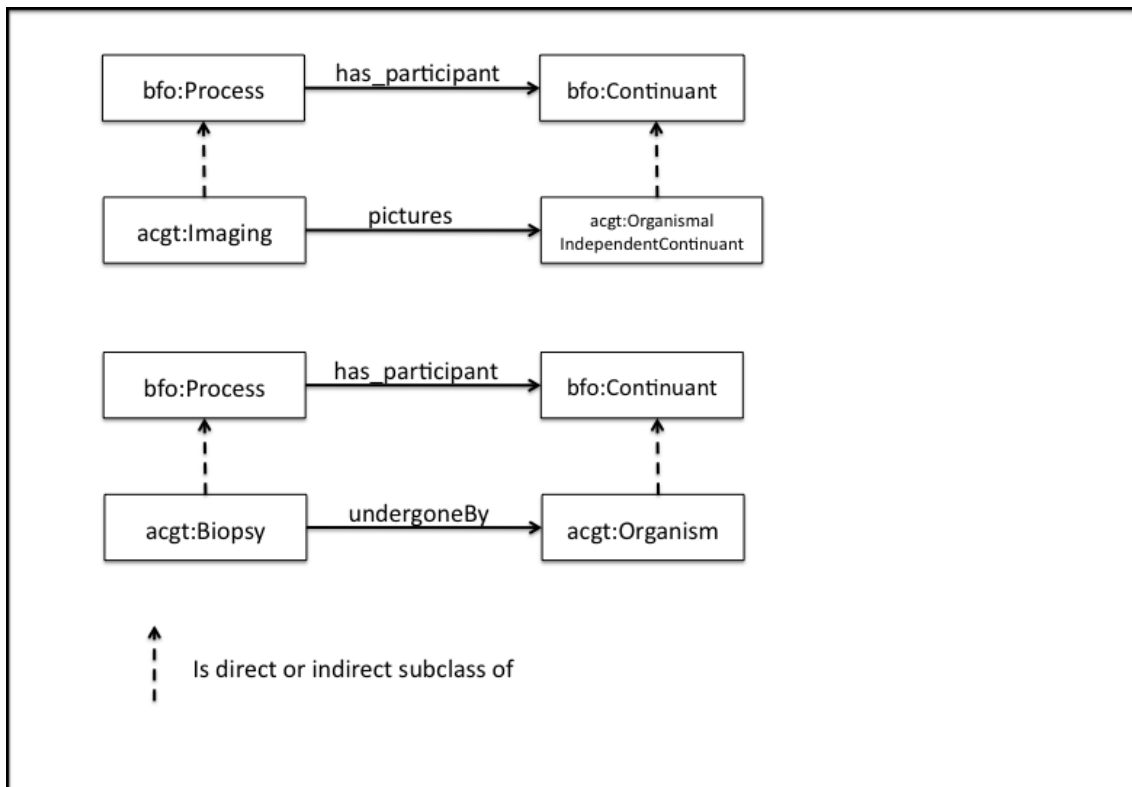 has_participant
bfo:Process
bfo:Continuant
pictures
acgt:Imaging
acgt:Organismal
IndependentContinuant
has_participant
bfo:Process
bfo:Continuant
undergoneBy
acgt:Biopsy
acgt:Organism
Is direct or indirect subclass of